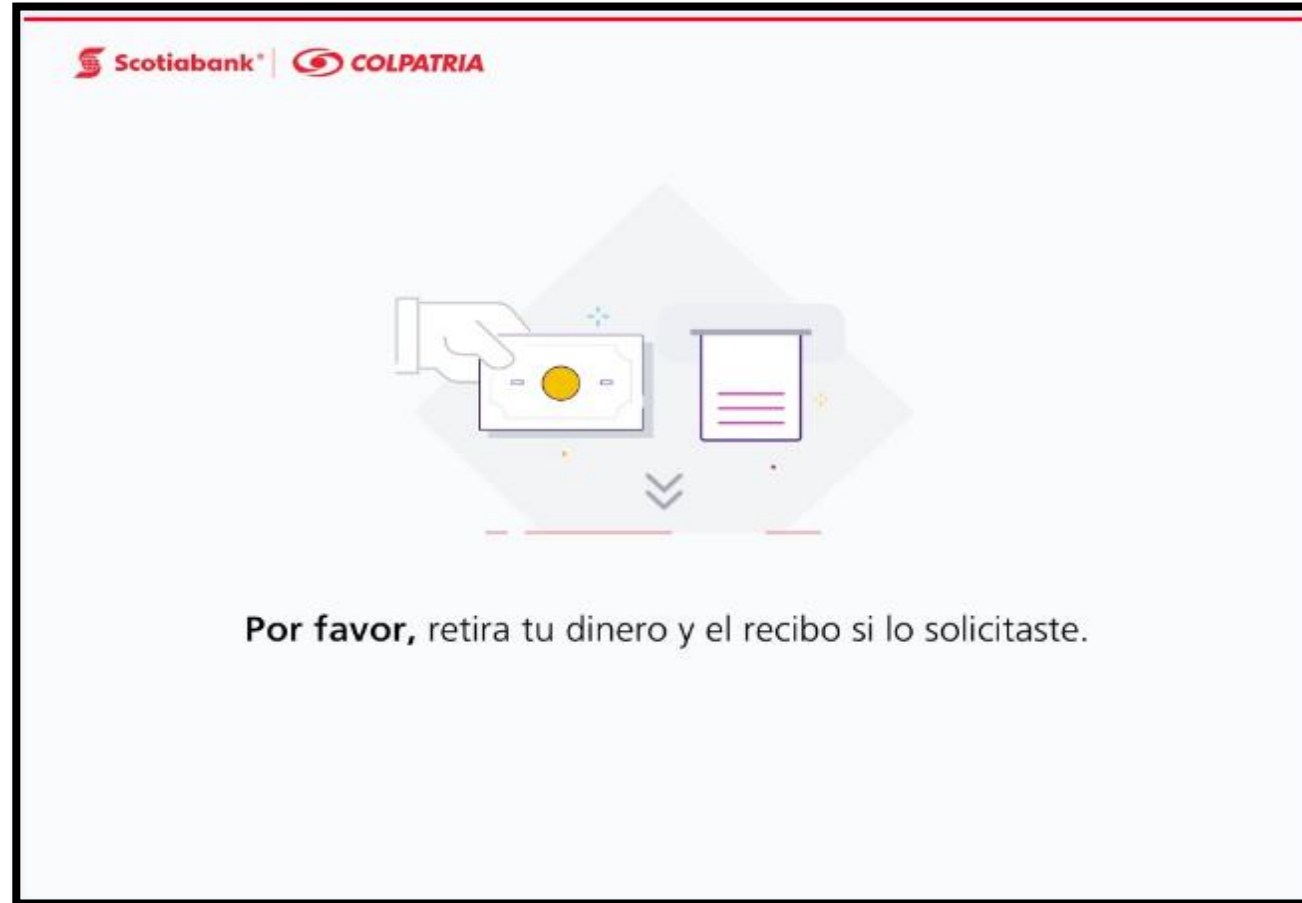 Scotiabank® COLPATRIA
Por favor, retira tu dinero y el recibo si lo solicitaste.